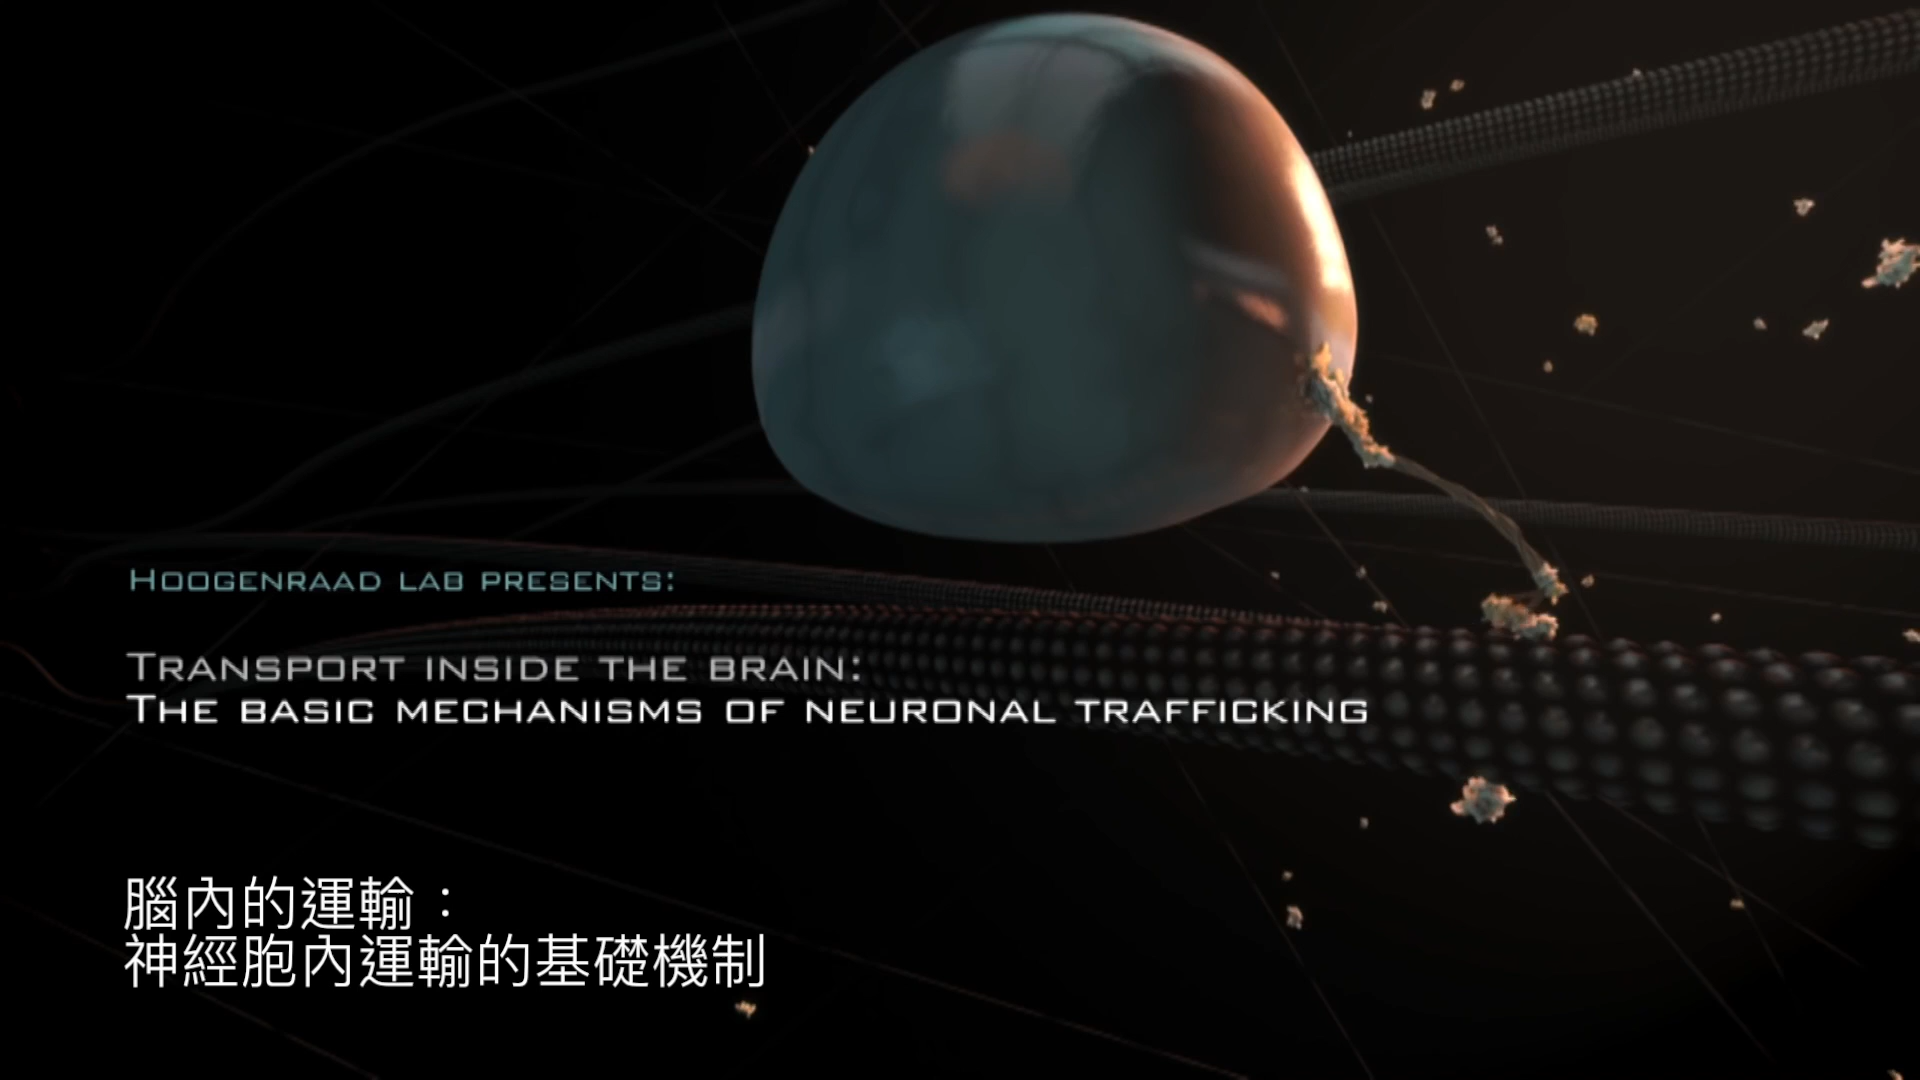 HOOGENRAAD LAB PRESENTS:
TRANSPORT INSIDE THE BRAIN:
THE BASIC MECHANISMS OF NEURONAL TRAFFICKING
腦內的運輸：
神經胞內運輸的基礎機制